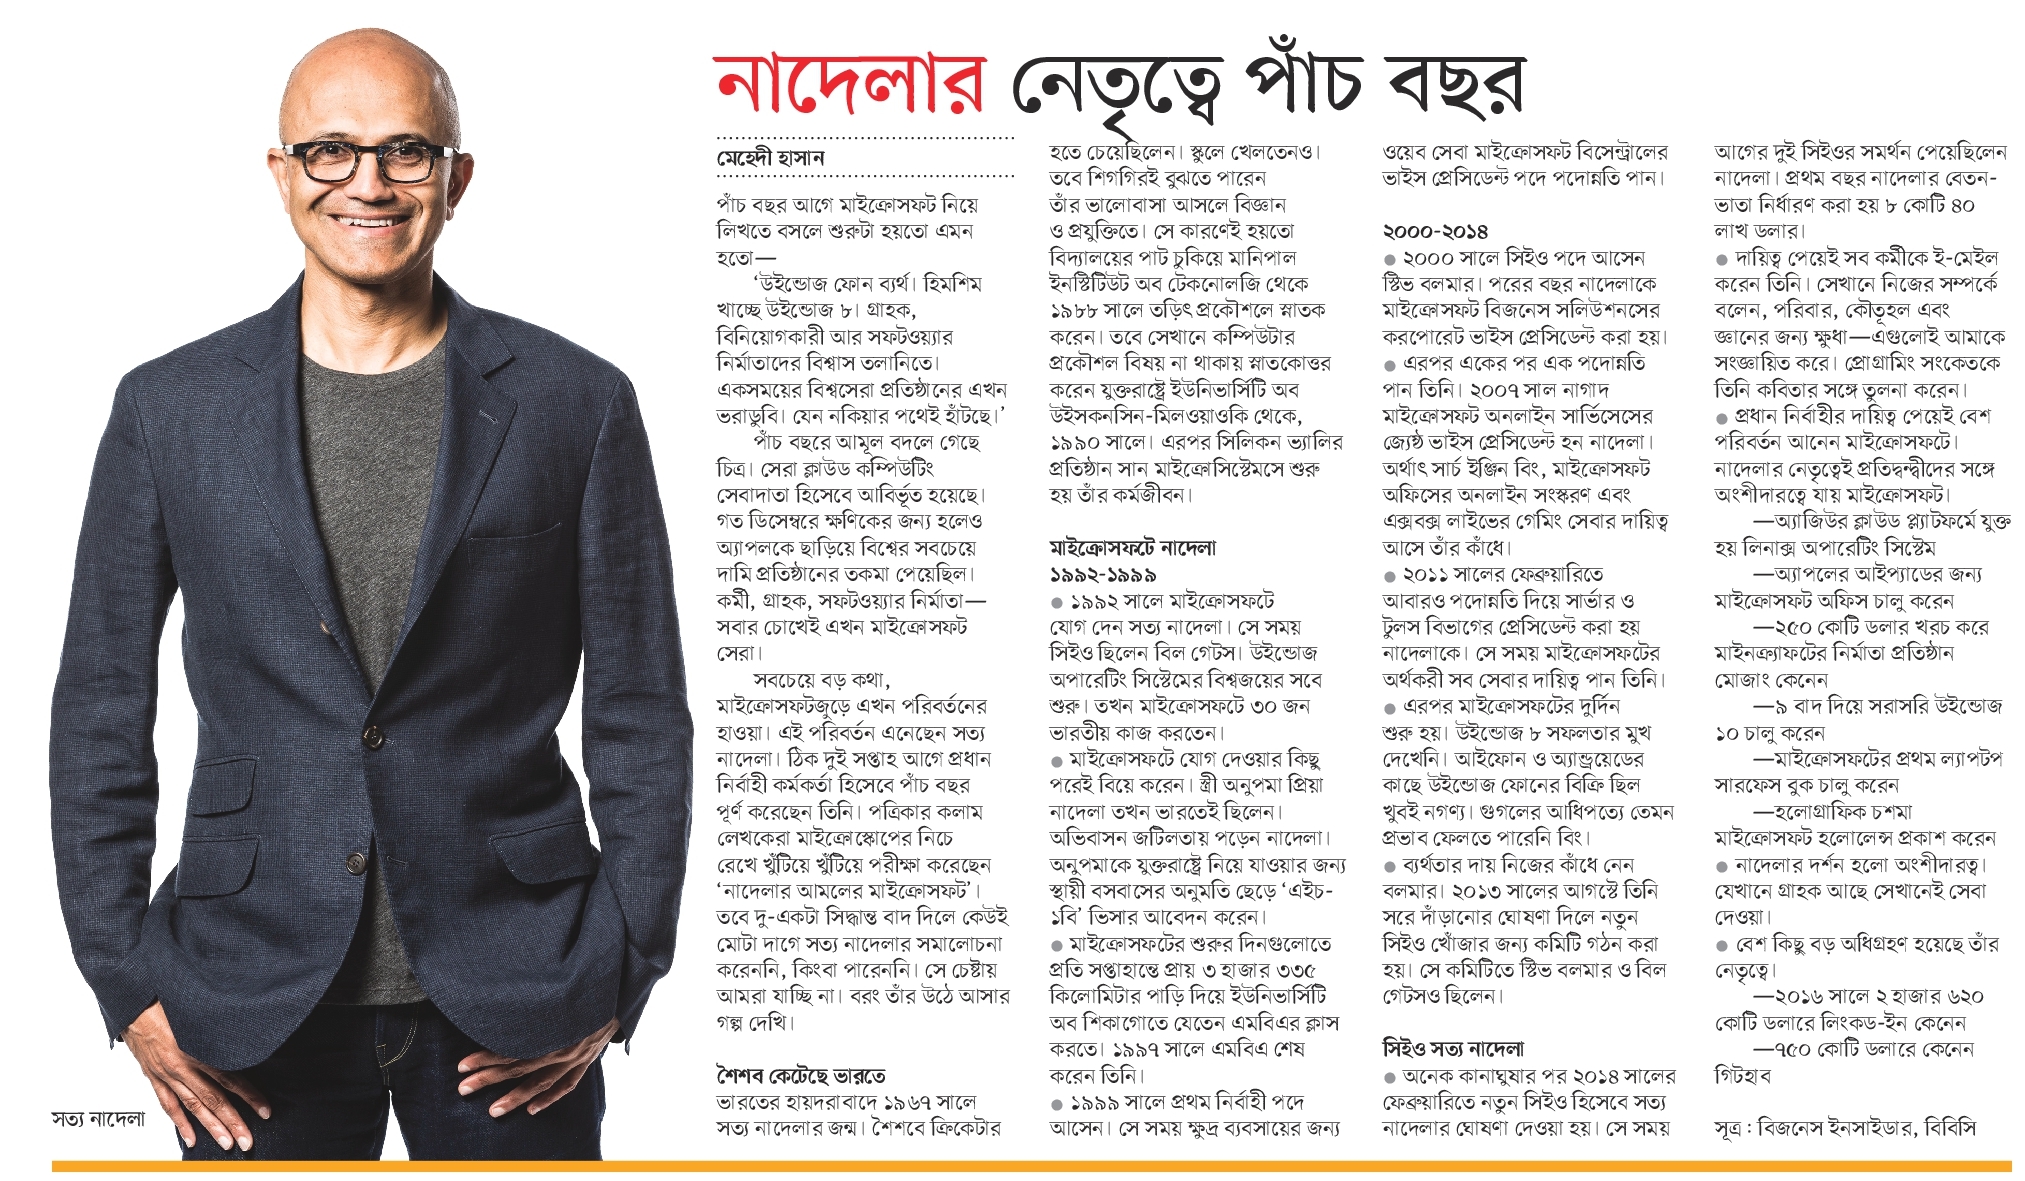 নাদেলার নেতৃত্বে পাঁচ বছর
মেহেদী হাসান
পাঁচ বছর আগে মাইক্রোসফট নিয়ে
লিখতে বসলে শুরুটা হয়তো এমন
হতো—
‘উইন্ডোজ ফোন ব্যর্থ। হিমশিম
খাচ্ছে উইন্ডোজ ৮। গ্রাহক,
বিনিয়োগকারী আর সফটওয়্যার
নির্মাতাদের বিশ্বাস তলানিতে।
একসময়ের বিশ্বসেরা প্রতিষ্ঠানের এখন
ভরাডুবি। যেন নকিয়ার পথেই হাঁটছে।’
পাঁচ বছরে আমূল বদলে গেছে
চিত্র। সেরা ক্লাউড কম্পিউটিং
সেবাদাতা হিসেবে আবির্ভূত হয়েছে।
গত ডিসেম্বরে ক্ষণিকের জন্য হলেও
অ্যাপলকে ছাড়িয়ে বিশ্বের সবচেয়ে
দামি প্রতিষ্ঠানের তকমা পেয়েছিল।
কর্মী, গ্রাহক, সফটওয়্যার নির্মাতা—
সবার চোখেই এখন মাইক্রোসফট
সেরা।
সবচেয়ে বড় কথা,
মাইক্রোসফটজুড়ে এখন পরিবর্তনের
হাওয়া। এই পরিবর্তন এনেছেন সত্য
নাদেলা। ঠিক দুই সপ্তাহ আগে প্রধান
নির্বাহী কর্মকর্তা হিসেবে পাঁচ বছর
পূর্ণ করেছেন তিনি। পত্রিকার কলাম
লেখকেরা মাইক্রোস্কোপের নিচে
রেখে খুঁটিয়ে খুঁটিয়ে পরীক্ষা করেছেন
‘নাদেলার আমলের মাইক্রোসফট’।
তবে দু-একটা সিদ্ধান্ত বাদ দিলে কেউই
মোটা দাগে সত্য নাদেলার সমালোচনা
করেননি, কিংবা পারেননি। সে চেষ্টায়
আমরা যাচ্ছি না। বরং তাঁর উঠে আসার
গল্প দেখি।
শৈশব কেটেছে ভারতে
ভারতের হায়দরাবাদে ১৯৬৭ সালে
সত্য নাদেলার জন্ম। শৈশবে ক্রিকেটার
হতে চেয়েছিলেন। স্কুলে খেলতেনও।
তবে শিগগিরই বুঝতে পারেন
তাঁর ভালোবাসা আসলে বিজ্ঞান
ও প্রযুক্তিতে। সে কারণেই হয়তো
বিদ্যালয়ের পাট চুকিয়ে মানিপাল
ইনস্টিটিউট অব টেকনোলজি থেকে
১৯৮৮ সালে তড়িৎ প্রকৌশলে স্নাতক
করেন। তবে সেখানে কম্পিউটার
প্রকৌশল বিষয় না থাকায় স্নাতকোত্তর
করেন যুক্তরাষ্ট্রে ইউনিভার্সিটি অব
উইসকনসিন-মিলওয়াওকি থেকে,
১৯৯০ সালে। এরপর সিলিকন ভ্যালির
প্রতিষ্ঠান সান মাইক্রোসিস্টেমসে শুরু
হয় তাঁর কর্মজীবন।
মাইক্রোসফটে নাদেলা
১৯৯২-১৯৯৯
● ১৯৯২ সালে মাইক্রোসফটে
যোগ দেন সত্য নাদেলা। সে সময়
সিইও ছিলেন বিল গেটস। উইন্ডোজ
অপারেটিং সিস্টেমের বিশ্বজয়ের সবে
শুরু। তখন মাইক্রোসফটে ৩০ জন
ভারতীয় কাজ করতেন।
● মাইক্রোসফটে যোগ দেওয়ার কিছু
পরেই বিয়ে করেন। স্ত্রী অনুপমা প্রিয়া
নাদেলা তখন ভারতেই ছিলেন।
অভিবাসন জটিলতায় পড়েন নাদেলা।
অনুপমাকে যুক্তরাষ্ট্রে নিয়ে যাওয়ার জন্য
স্থায়ী বসবাসের অনুমতি ছেড়ে ‘এইচ-
১বি’ ভিসার আবেদন করেন।
● মাইক্রোসফটের শুরুর দিনগুলোতে
প্রতি সপ্তাহান্তে প্রায় ৩ হাজার ৩৩৫
কিলোমিটার পাড়ি দিয়ে ইউনিভার্সিটি
অব শিকাগোতে যেতেন এমবিএর ক্লাস
করতে। ১৯৯৭ সালে এমবিএ শেষ
করেন তিনি।
● ১৯৯৯ সালে প্রথম নির্বাহী পদে
আসেন। সে সময় ক্ষুদ্র ব্যবসায়ের জন্য
ওয়েব সেবা মাইক্রোসফট বিসেন্ট্রালের
ভাইস প্রেসিডেন্ট পদে পদোন্নতি পান।
২০০০-২০১৪
● ২০০০ সালে সিইও পদে আসেন
স্টিভ বলমার। পরের বছর নাদেলাকে
মাইক্রোসফট বিজনেস সলিউশনসের
করপোরেট ভাইস প্রেসিডেন্ট করা হয়।
● এরপর একের পর এক পদোন্নতি
পান তিনি। ২০০৭ সাল নাগাদ
মাইক্রোসফট অনলাইন সার্ভিসেসের
জ্যেষ্ঠ ভাইস প্রেসিডেন্ট হন নাদেলা।
অর্থাৎ সার্চ ইঞ্জিন বিং, মাইক্রোসফট
অফিসের অনলাইন সংস্করণ এবং
এক্সবক্স লাইভের গেমিং সেবার দায়িত্ব
আসে তাঁর কাঁধে।
● ২০১১ সালের ফেব্রুয়ারিতে
আবারও পদোন্নতি দিয়ে সার্ভার ও
টুলস বিভাগের প্রেসিডেন্ট করা হয়
নাদেলাকে। সে সময় মাইক্রোসফটের
অর্থকরী সব সেবার দায়িত্ব পান তিনি।
● এরপর মাইক্রোসফটের দুর্দিন
শুরু হয়। উইন্ডোজ ৮ সফলতার মুখ
দেখেনি। আইফোন ও অ্যান্ড্রয়েডের
কাছে উইন্ডোজ ফোনের বিক্রি ছিল
খুবই নগণ্য। গুগলের আধিপত্যে তেমন
প্রভাব ফেলতে পারেনি বিং।
● ব্যর্থতার দায় নিজের কাঁধে নেন
বলমার। ২০১৩ সালের আগস্টে তিনি
সরে দাঁড়ানোর ঘোষণা দিলে নতুন
সিইও খোঁজার জন্য কমিটি গঠন করা
হয়। সে কমিটিতে স্টিভ বলমার ও বিল
গেটসও ছিলেন।
সিইও সত্য নাদেলা
● অনেক কানাঘুষার পর ২০১৪ সালের
ফেব্রুয়ারিতে নতুন সিইও হিসেবে সত্য
নাদেলার ঘোষণা দেওয়া হয়। সে সময়
আগের দুই সিইওর সমর্থন পেয়েছিলেন
নাদেলা। প্রথম বছর নাদেলার বেতন-
ভাতা নির্ধারণ করা হয় ৮ কোটি ৪০
লাখ ডলার।
● দায়িত্ব পেয়েই সব কর্মীকে ই-মেইল
করেন তিনি। সেখানে নিজের সম্পর্কে
বলেন, পরিবার, কৌতূহল এবং
জ্ঞানের জন্য ক্ষুধা—এগুলোই আমাকে
সংজ্ঞায়িত করে। প্রোগ্রামিং সংকেতকে
তিনি কবিতার সঙ্গে তুলনা করেন।
● প্রধান নির্বাহীর দায়িত্ব পেয়েই বেশ
পরিবর্তন আনেন মাইক্রোসফটে।
নাদেলার নেতৃত্বেই প্রতিদ্বন্দ্বীদের সঙ্গে
অংশীদারত্বে যায় মাইক্রোসফট।
—অ্যাজিউর ক্লাউড প্ল্যাটফর্মে যুক্ত
হয় লিনাক্স অপারেটিং সিস্টেম
—অ্যাপলের আইপ্যাডের জন্য
মাইক্রোসফট অফিস চালু করেন
—২৫০ কোটি ডলার খরচ করে
মাইনক্র্যাফটের নির্মাতা প্রতিষ্ঠান
মোজাং কেনেন
—৯ বাদ দিয়ে সরাসরি উইন্ডোজ
১০ চালু করেন
—মাইক্রোসফটের প্রথম ল্যাপটপ
সারফেস বুক চালু করেন
—হলোগ্রাফিক চশমা
মাইক্রোসফট হলোলেন্স প্রকাশ করেন
● নাদেলার দর্শন হলো অংশীদারত্ব।
যেখানে গ্রাহক আছে সেখানেই সেবা
দেওয়া।
● বেশ কিছু বড় অধিগ্রহণ হয়েছে তাঁর
নেতৃত্বে।
—২০১৬ সালে ২ হাজার ৬২০
কোটি ডলারে লিংকড-ইন কেনেন
—৭৫০ কোটি ডলারে কেনেন
গিটহাব
সূত্র : বিজনেস ইনসাইডার, বিবিসি
সত্য নাদেলা